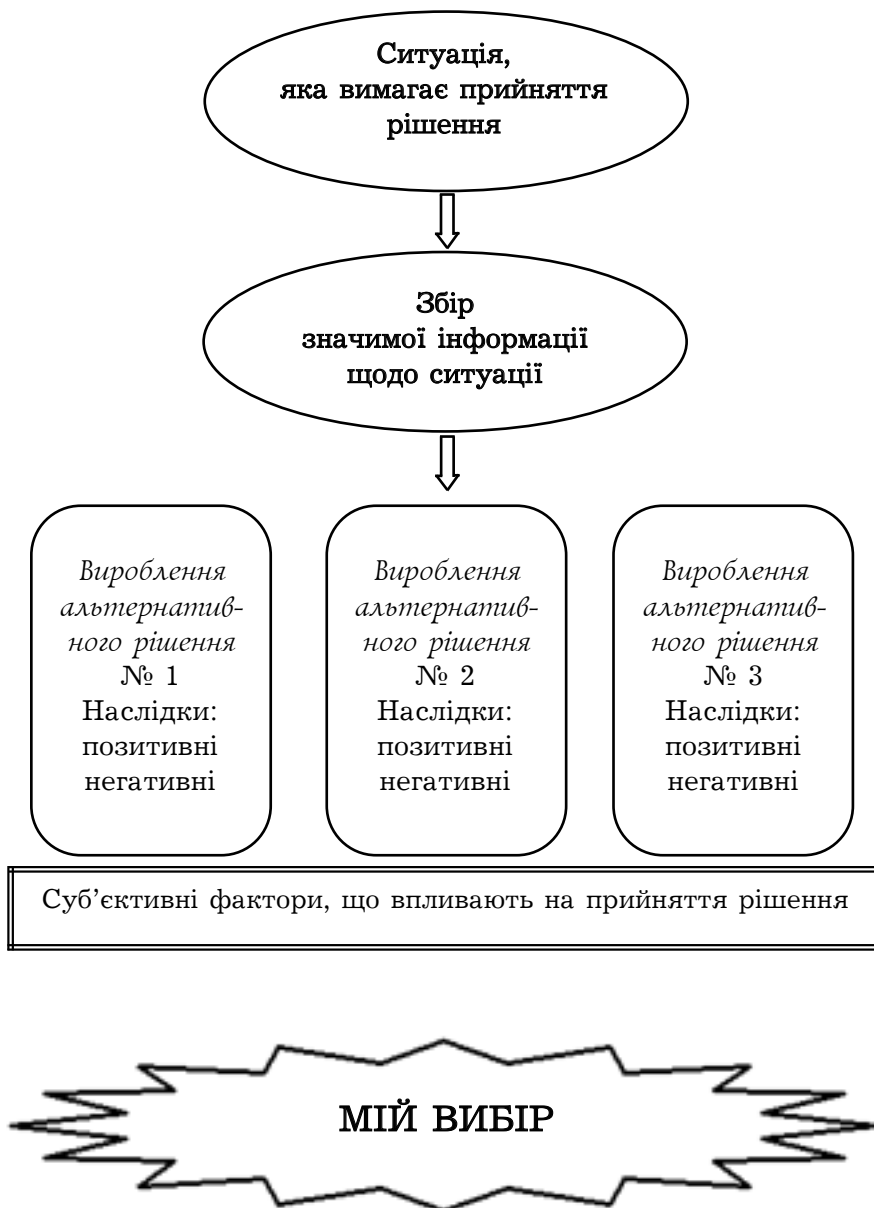 Ситуація,
яка вимагає прийняття
рішення
Збір
значимої інформації
щодо ситуації
Вироблення
альтернатив-
ного рішення
№ 1
Наслідки:
позитивні
негативні
Вироблення
альтернатив-
ного рішення
№ 2
Наслідки:
позитивні
негативні
Вироблення
альтернатив-
ного рішення
№ 3
Наслідки:
позитивні
негативні
Суб’єктивні фактори, що впливають на прийняття рішення
МІЙ ВИБІР